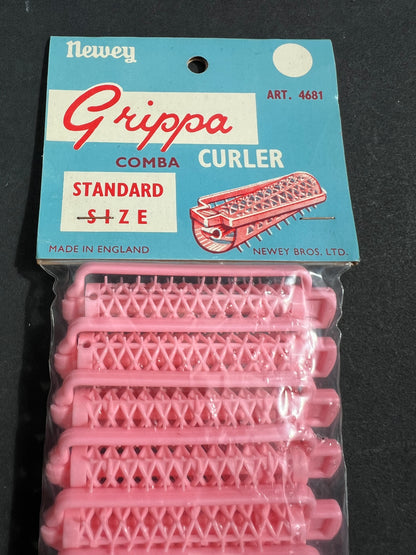 Newey
ART. 4681
Grippa
COMBA CURLER
STANDARD
SIZE
MADE IN ENGLAND
NEWEY BROS. LTD.